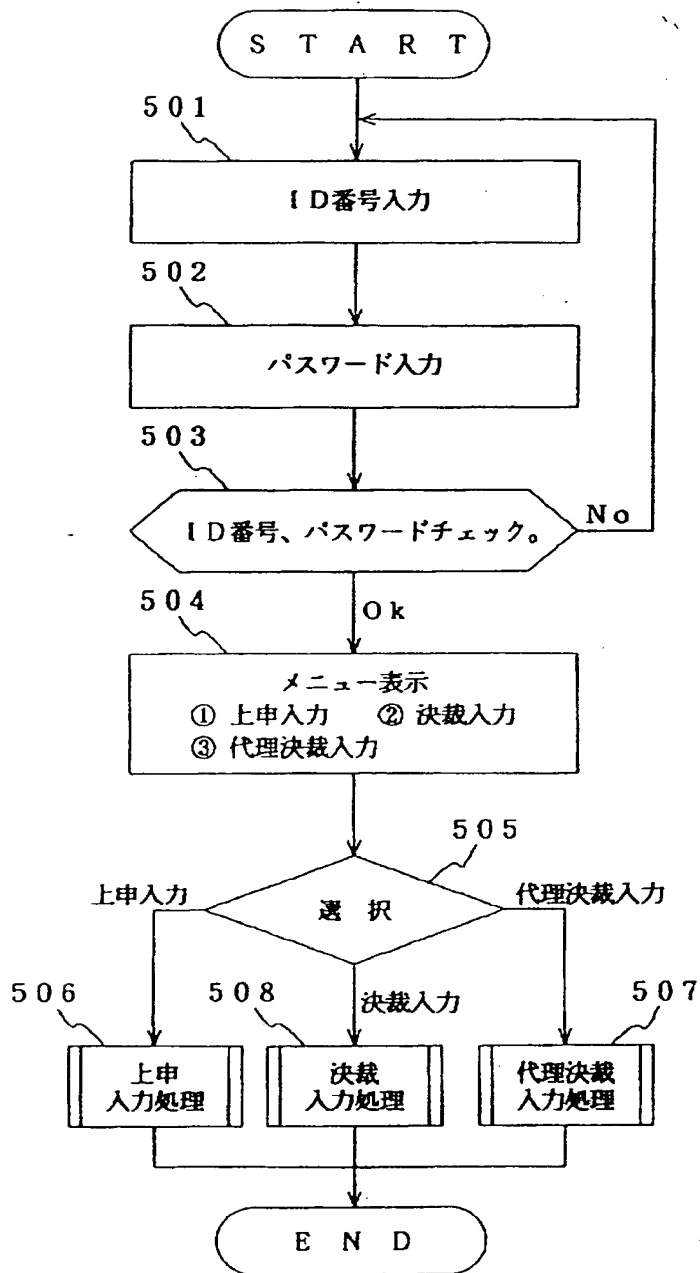 START
501
ID番号入力
502
パスワード入力
503
ID番号、パスワードチェック。
No
504
Ok
メニュー表示
① 上申入力 ② 決裁入力
③ 代理決裁入力
505
上申入力
選択
代理決裁入力
506
508
決裁入力
507
上申
入力処理
決裁
入力処理
代理決裁
入力処理
END